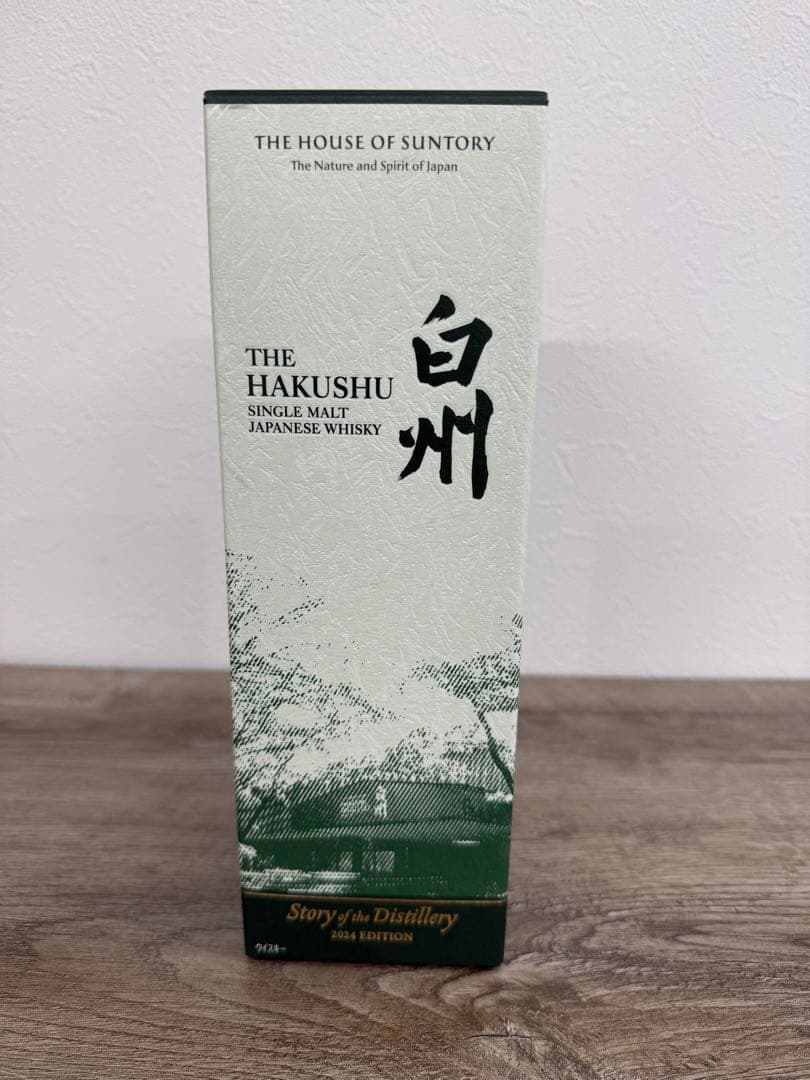 THE HOUSE OF SUNTORY
The Nature and Spirit of Japan
THE
HAKUSHU
SINGLE MALT
JAPANESE WHISKY
白州
Story of the Distillery
2024 EDITION
ウイスキー